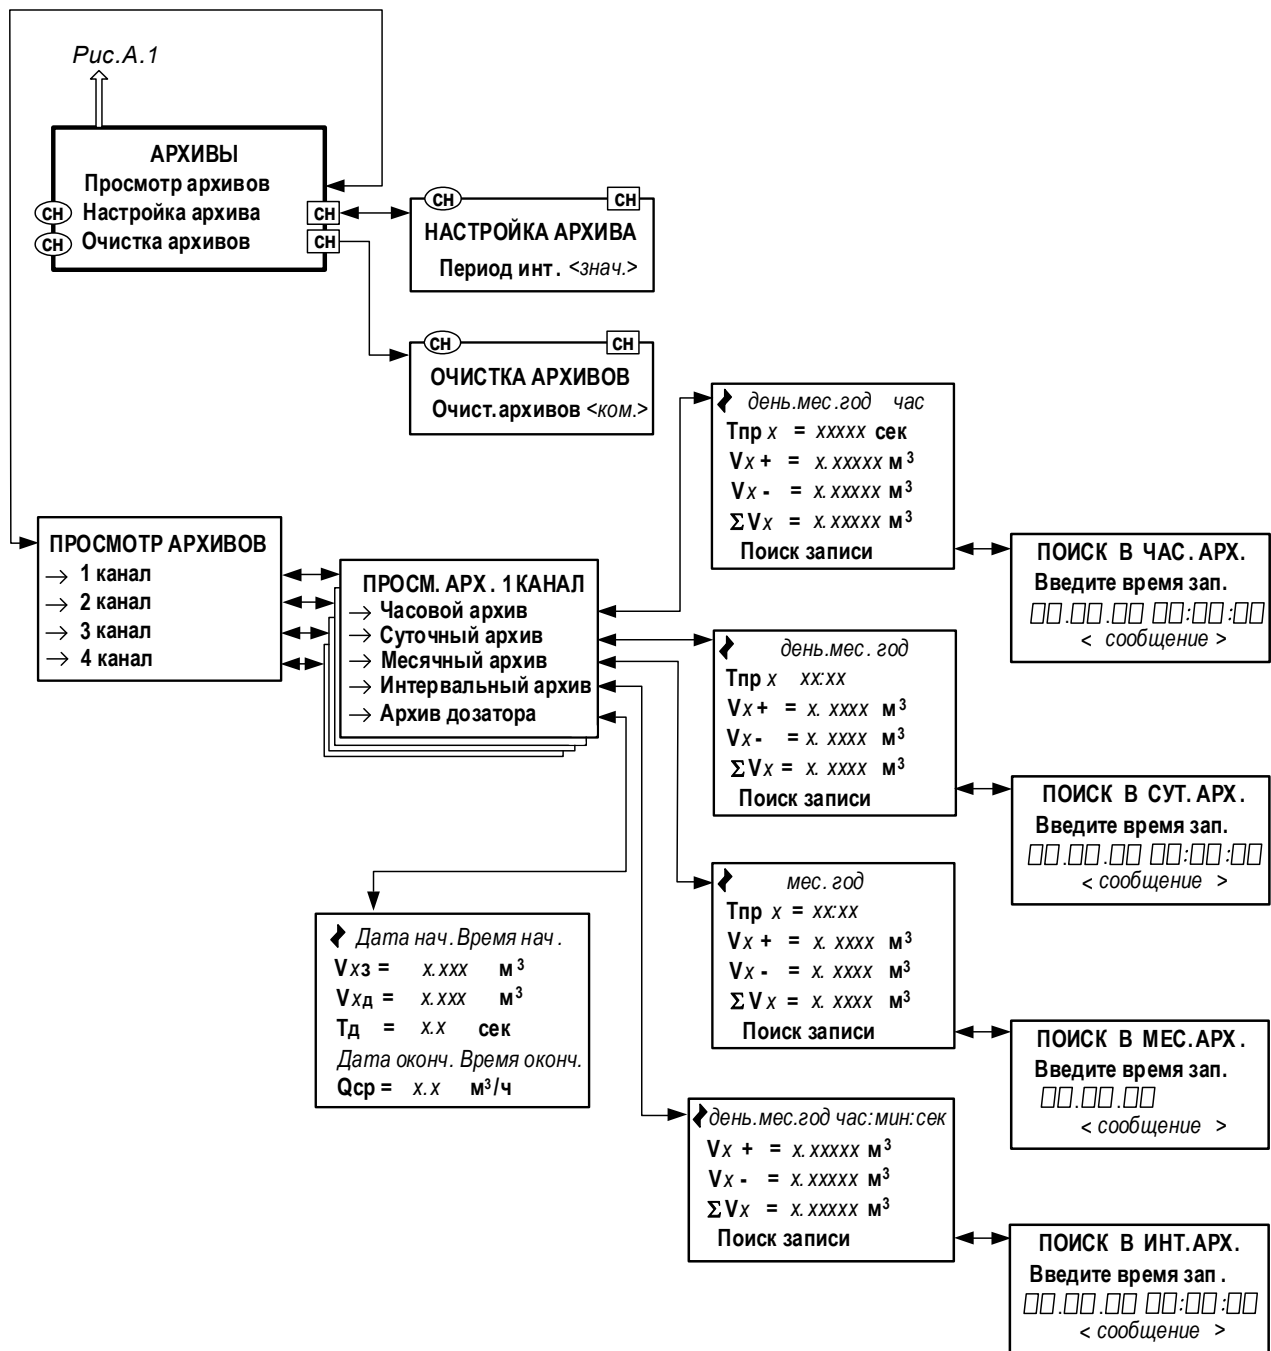 Рис.А.1
АРХИВЫ
Просмотр архивов
СН Настройка архива СН
СН Очистка архивов СН
СН СН
НАСТРОЙКА АРХИВА
Период инт. <знач.>
СН СН
ОЧИСТКА АРХИВОВ
Очист.архивов <ком.>
ПРОСМОТР АРХИВОВ
→ 1 канал
→ 2 канал
→ 3 канал
→ 4 канал
ПРОСМ. АРХ. 1 КАНАЛ
→ Часовой архив
→ Суточный архив
→ Месячный архив
→ Интервальный архив
→ Архив дозатора
день.мес.год час
Тпр x = xxxxx сек
Vx + = x.xxxxx м³
Vx - = x.xxxxx м³
ΣVx = x.xxxxx м³
Поиск записи
ПОИСК В ЧАС. АРХ.
Введите время зап.
□□.□□.□□ □□:□□:□□
< сообщение >
день.мес. год
Тпр x xx:xx
Vx + = x. xxxx м³
Vx - = x. xxxx м³
ΣVx = x. xxxx м³
Поиск записи
ПОИСК В СУТ. АРХ.
Введите время зап.
□□.□□.□□ □□:□□:□□
< сообщение >
мес. год
Тпр x = xx:xx
Vx + = x. xxxx м³
Vx - = x. xxxx м³
ΣVx = x. xxxx м³
Поиск записи
ПОИСК В МЕС.АРХ.
Введите время зап.
□□.□□.□□
< сообщение >
Дата нач. Время нач.
Vxз = x.xxx м³
Vxд = x.xxx м³
Тд = x.x сек
Дата оконч. Время оконч.
Qср = x.x м³/ч
день.мес.год час:мин:сек
Vx + = x.xxxxx м³
Vx - = x.xxxxx м³
ΣVx = x.xxxxx м³
Поиск записи
ПОИСК В ИНТ.АРХ.
Введите время зап.
□□.□□.□□ □□:□□:□□
< сообщение >